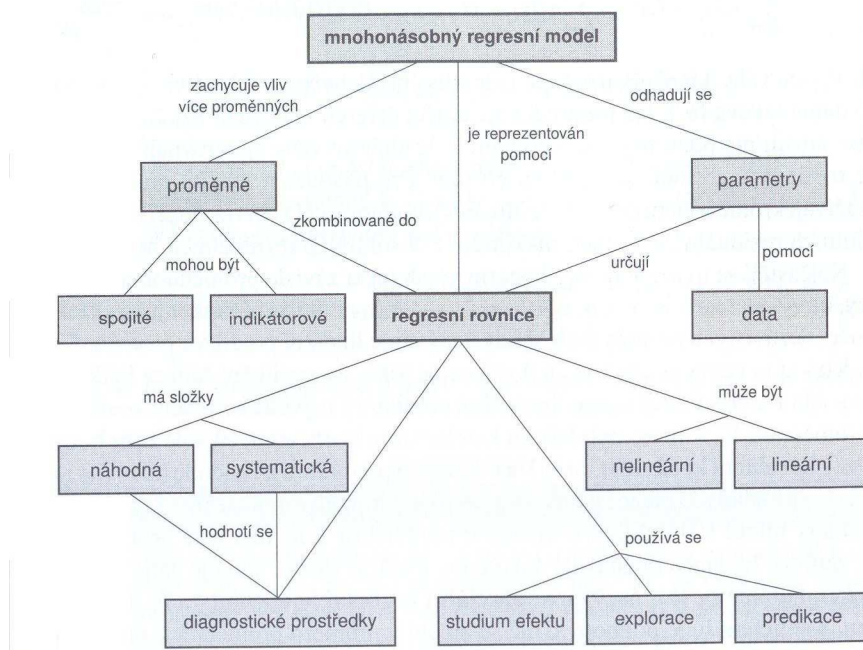 mnohonásobný regresní model
zachycuje vliv
více proměnných
odhadují se
je reprezentován
pomocí
proměnné
parametry
zkombinované do
mohou být
určují
pomocí
spojité
indikátorové
regresní rovnice
data
má složky
může být
náhodná
systematická
nelineární
lineární
hodnotí se
používá se
diagnostické prostředky
studium efektu
explorace
predikace